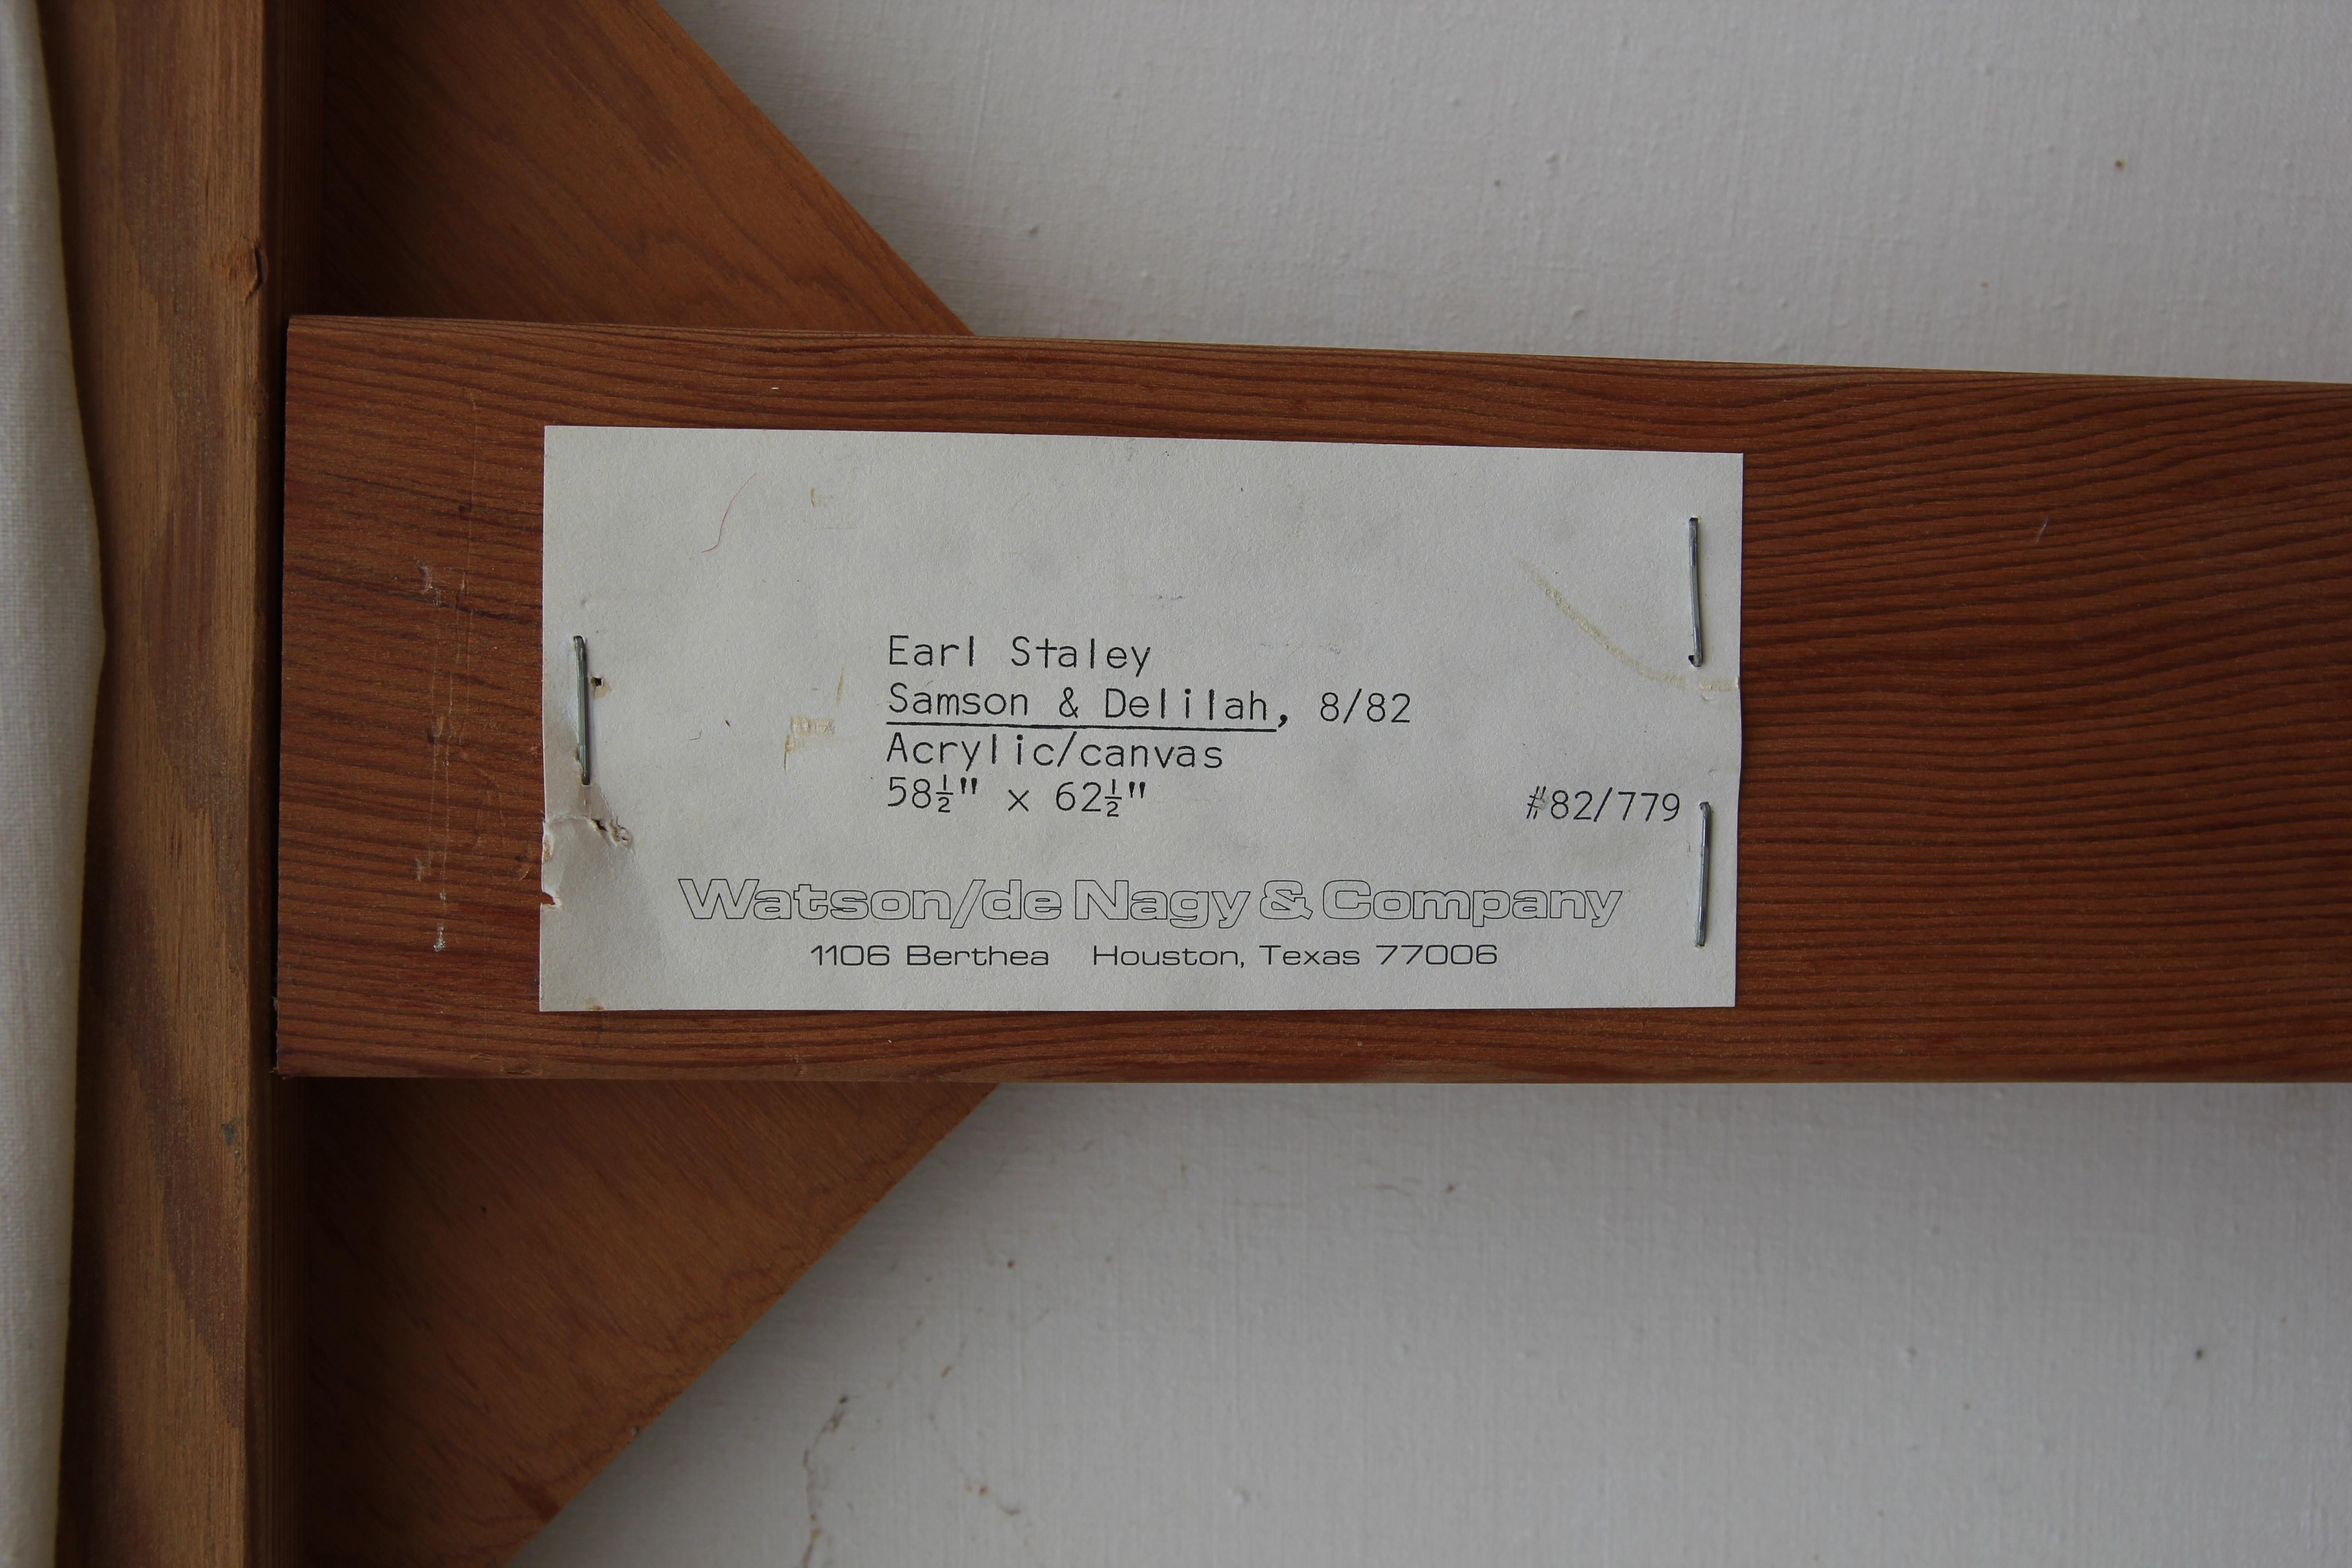 Earl Staley
Samson & Delilah, 8/82
Acrylic/canvas
58½" x 62½"
#82/779
Watson/de Nagy & Company
1106 Berthea Houston, Texas 77006